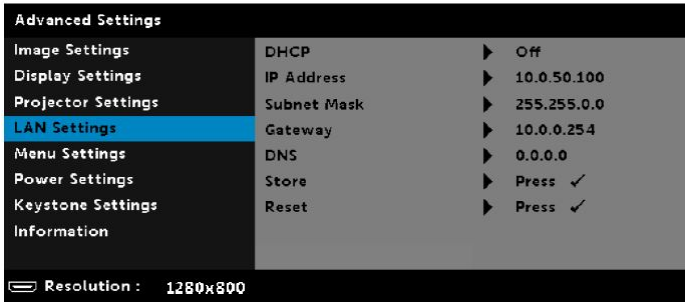 Advanced Settings
Image Settings
Display Settings
Projector Settings
LAN Settings
Menu Settings
Power Settings
Keystone Settings
Information
DHCP Off
IP Address 10.0.50.100
Subnet Mask 255.255.0.0
Gateway 10.0.0.254
DNS 0.0.0.0
Store Press ✓
Reset Press ✓
Resolution : 1280x800